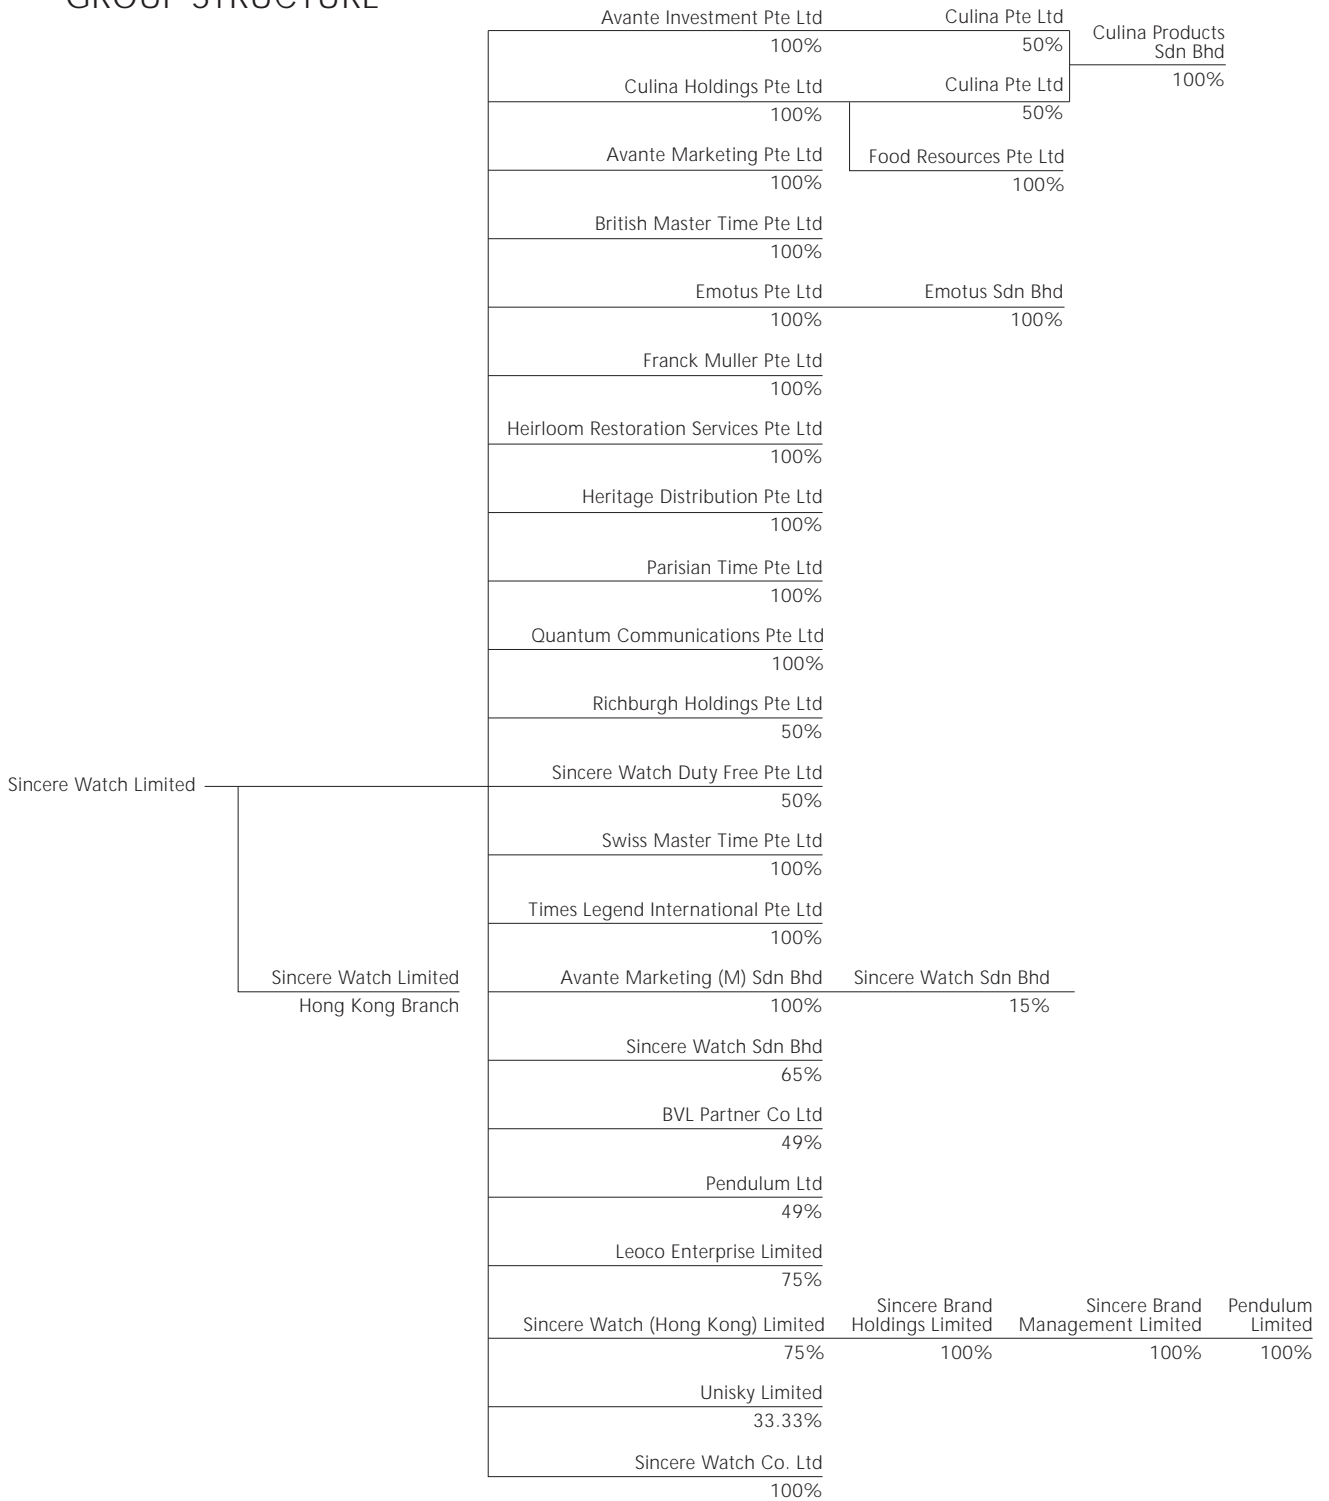 GROUP STRUCTURE
Avante Investment Pte Ltd
100%
Culina Pte Ltd
50%
Culina Products
Sdn Bhd
100%
Culina Holdings Pte Ltd
100%
Culina Pte Ltd
50%
Avante Marketing Pte Ltd
100%
Food Resources Pte Ltd
100%
British Master Time Pte Ltd
100%
Emotus Pte Ltd
100%
Emotus Sdn Bhd
100%
Franck Muller Pte Ltd
100%
Heirloom Restoration Services Pte Ltd
100%
Heritage Distribution Pte Ltd
100%
Parisian Time Pte Ltd
100%
Quantum Communications Pte Ltd
100%
Richburgh Holdings Pte Ltd
50%
Sincere Watch Limited
Sincere Watch Duty Free Pte Ltd
50%
Swiss Master Time Pte Ltd
100%
Times Legend International Pte Ltd
100%
Sincere Watch Limited
Hong Kong Branch
Avante Marketing (M) Sdn Bhd
100%
Sincere Watch Sdn Bhd
15%
Sincere Watch Sdn Bhd
65%
BVL Partner Co Ltd
49%
Pendulum Ltd
49%
Leoco Enterprise Limited
75%
Sincere Watch (Hong Kong) Limited
75%
Sincere Brand
Holdings Limited
100%
Sincere Brand
Management Limited
100%
Pendulum
Limited
100%
Unisky Limited
33.33%
Sincere Watch Co. Ltd
100%